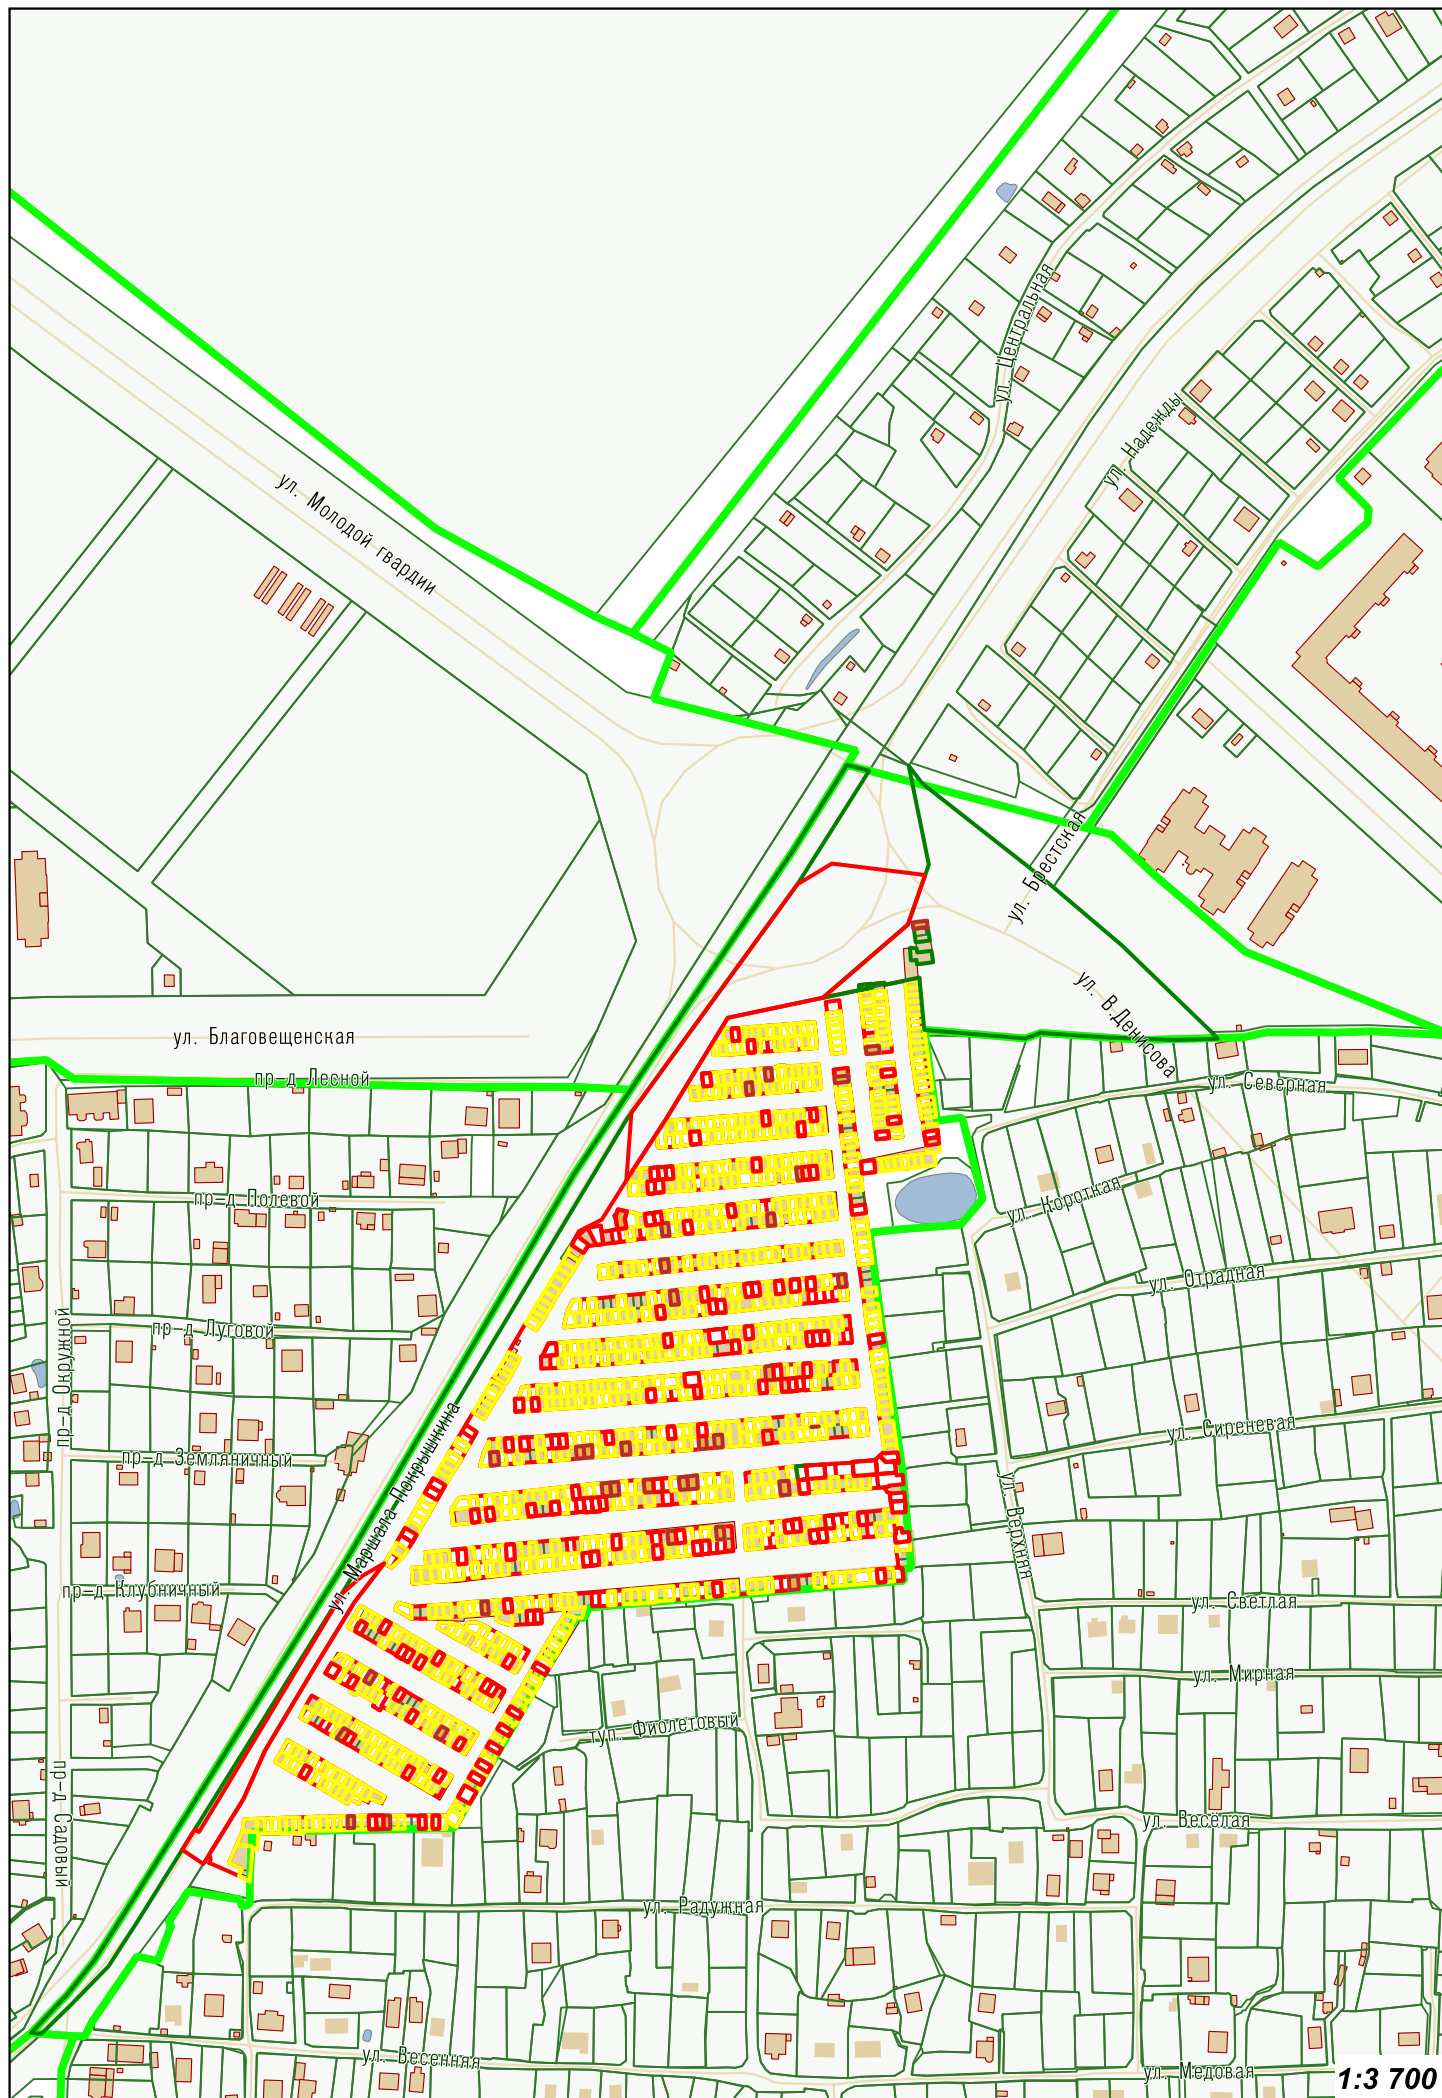 ул. Центральная
ул. Надежды
ул. Молодой гвардии
ул. Брестская
ул. В.Денисова
ул. Благовещенская
пр-д Лесной
ул. Северная
пр-д Полевой
ул. Короткая
ул. Отрадная
пр-д Луговой
пр-д Окружной
ул. Маршала Покрышкина
ул. Сиреневая
пр-д Земляничный
ул. Верхняя
пр-д Клубничный
ул. Светлая
ул. Мирная
туп. Фиолетовый
пр-д Садовый
ул. Весёлая
ул. Радужная
ул. Весенняя
ул. Медовая
1:3 700